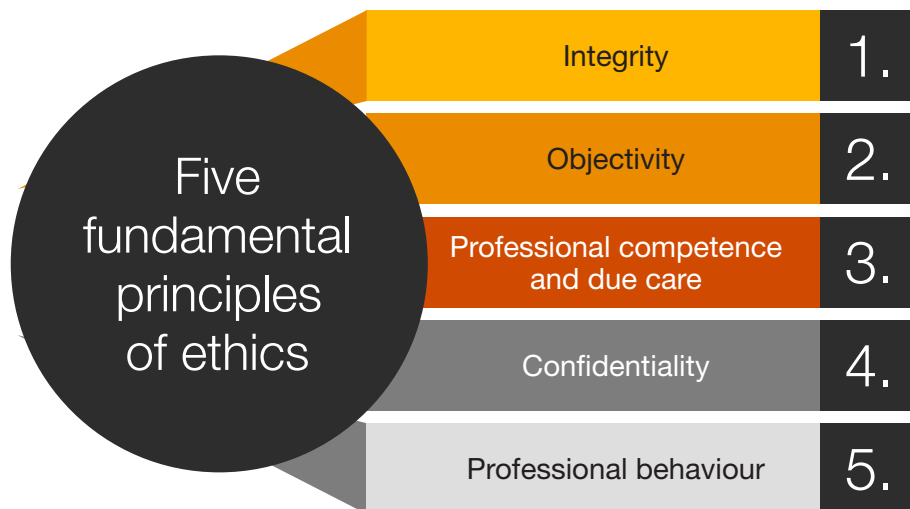 Five
fundamental
principles
of ethics
Integrity 1.
Objectivity 2.
Professional competence
and due care 3.
Confidentiality 4.
Professional behaviour 5.